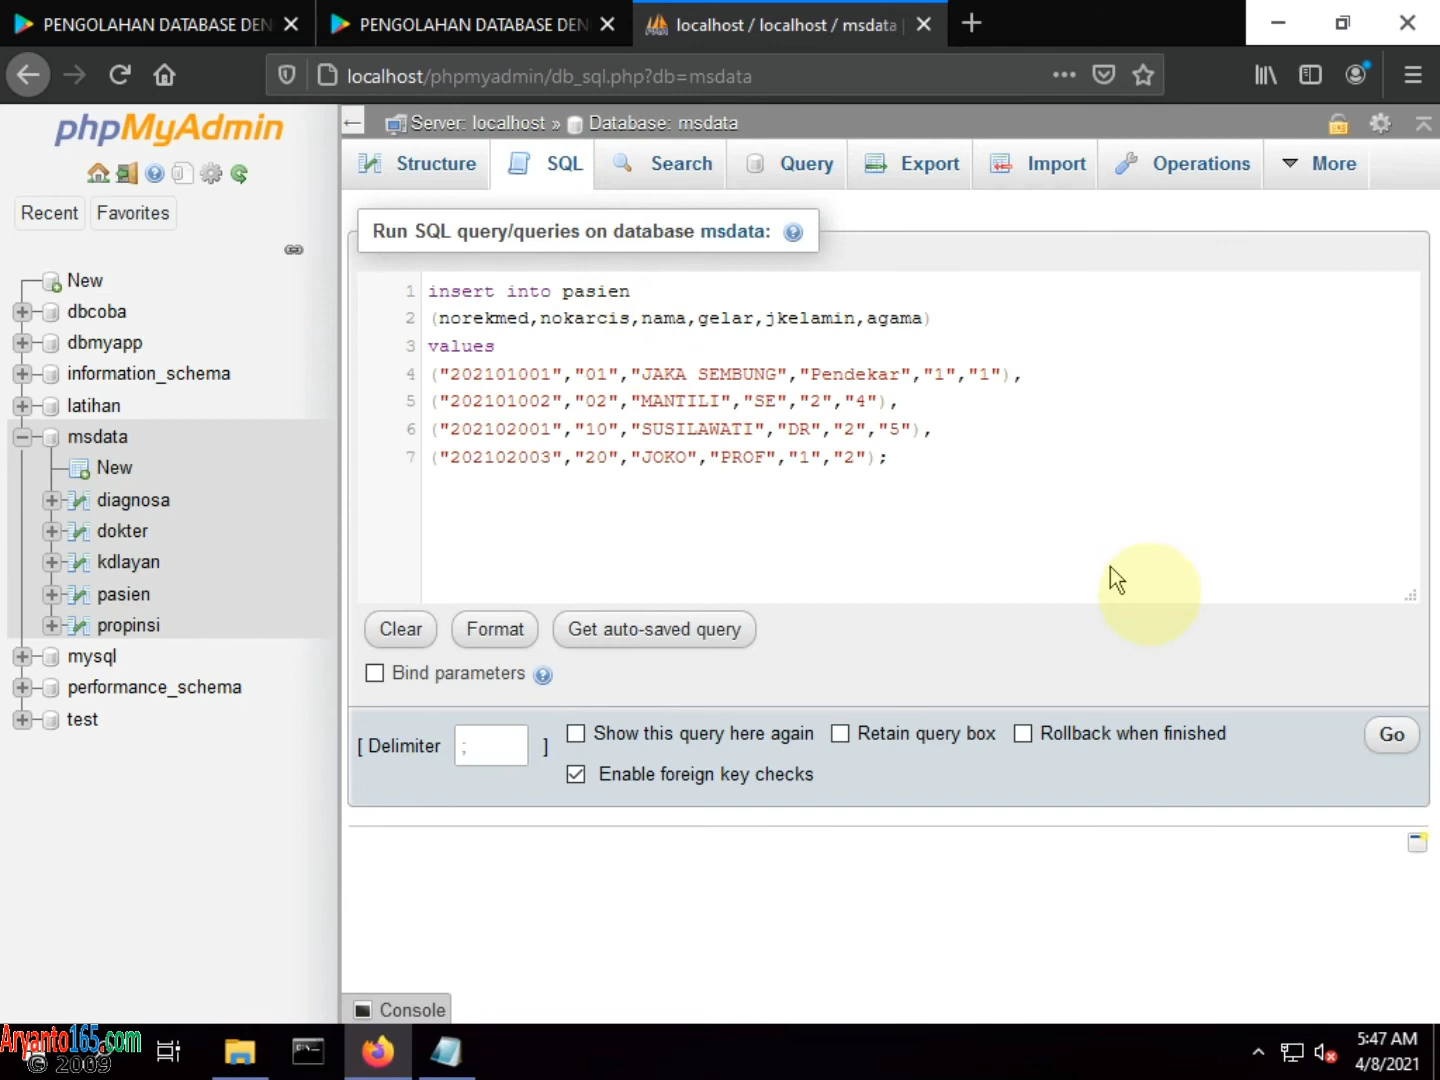 PENGOLAHAN DATABASE DEN
PENGOLAHAN DATABASE DEN
localhost / localhost / msdata |
localhost/phpmyadmin/db_sql.php?db=msdata
phpMyAdmin
Recent
Favorites
New
dbcoba
dbmyapp
information_schema
latihan
msdata
New
diagnosa
dokter
kdlayan
pasien
propinsi
mysql
performance_schema
test
Server: localhost » Database: msdata
Structure
SQL
Search
Query
Export
Import
Operations
More
Run SQL query/queries on database msdata:
1 insert into pasien
2 (norekmed,nokarcis,nama,gelar,jkelamin,agama)
3 values
4 ("202101001","01","JAKA SEMBUNG","Pendekar","1","1"),
5 ("202101002","02","MANTILI","SE","2","4"),
6 ("202102001","10","SUSILAWATI","DR","2","5"),
7 ("202102003","20","JOKO","PROF","1","2");
Clear
Format
Get auto-saved query
Bind parameters
[ Delimiter ; ]
Show this query here again
Retain query box
Rollback when finished
Go
Enable foreign key checks
Console
Aryanto165.com
© 2009
5:47 AM
4/8/2021